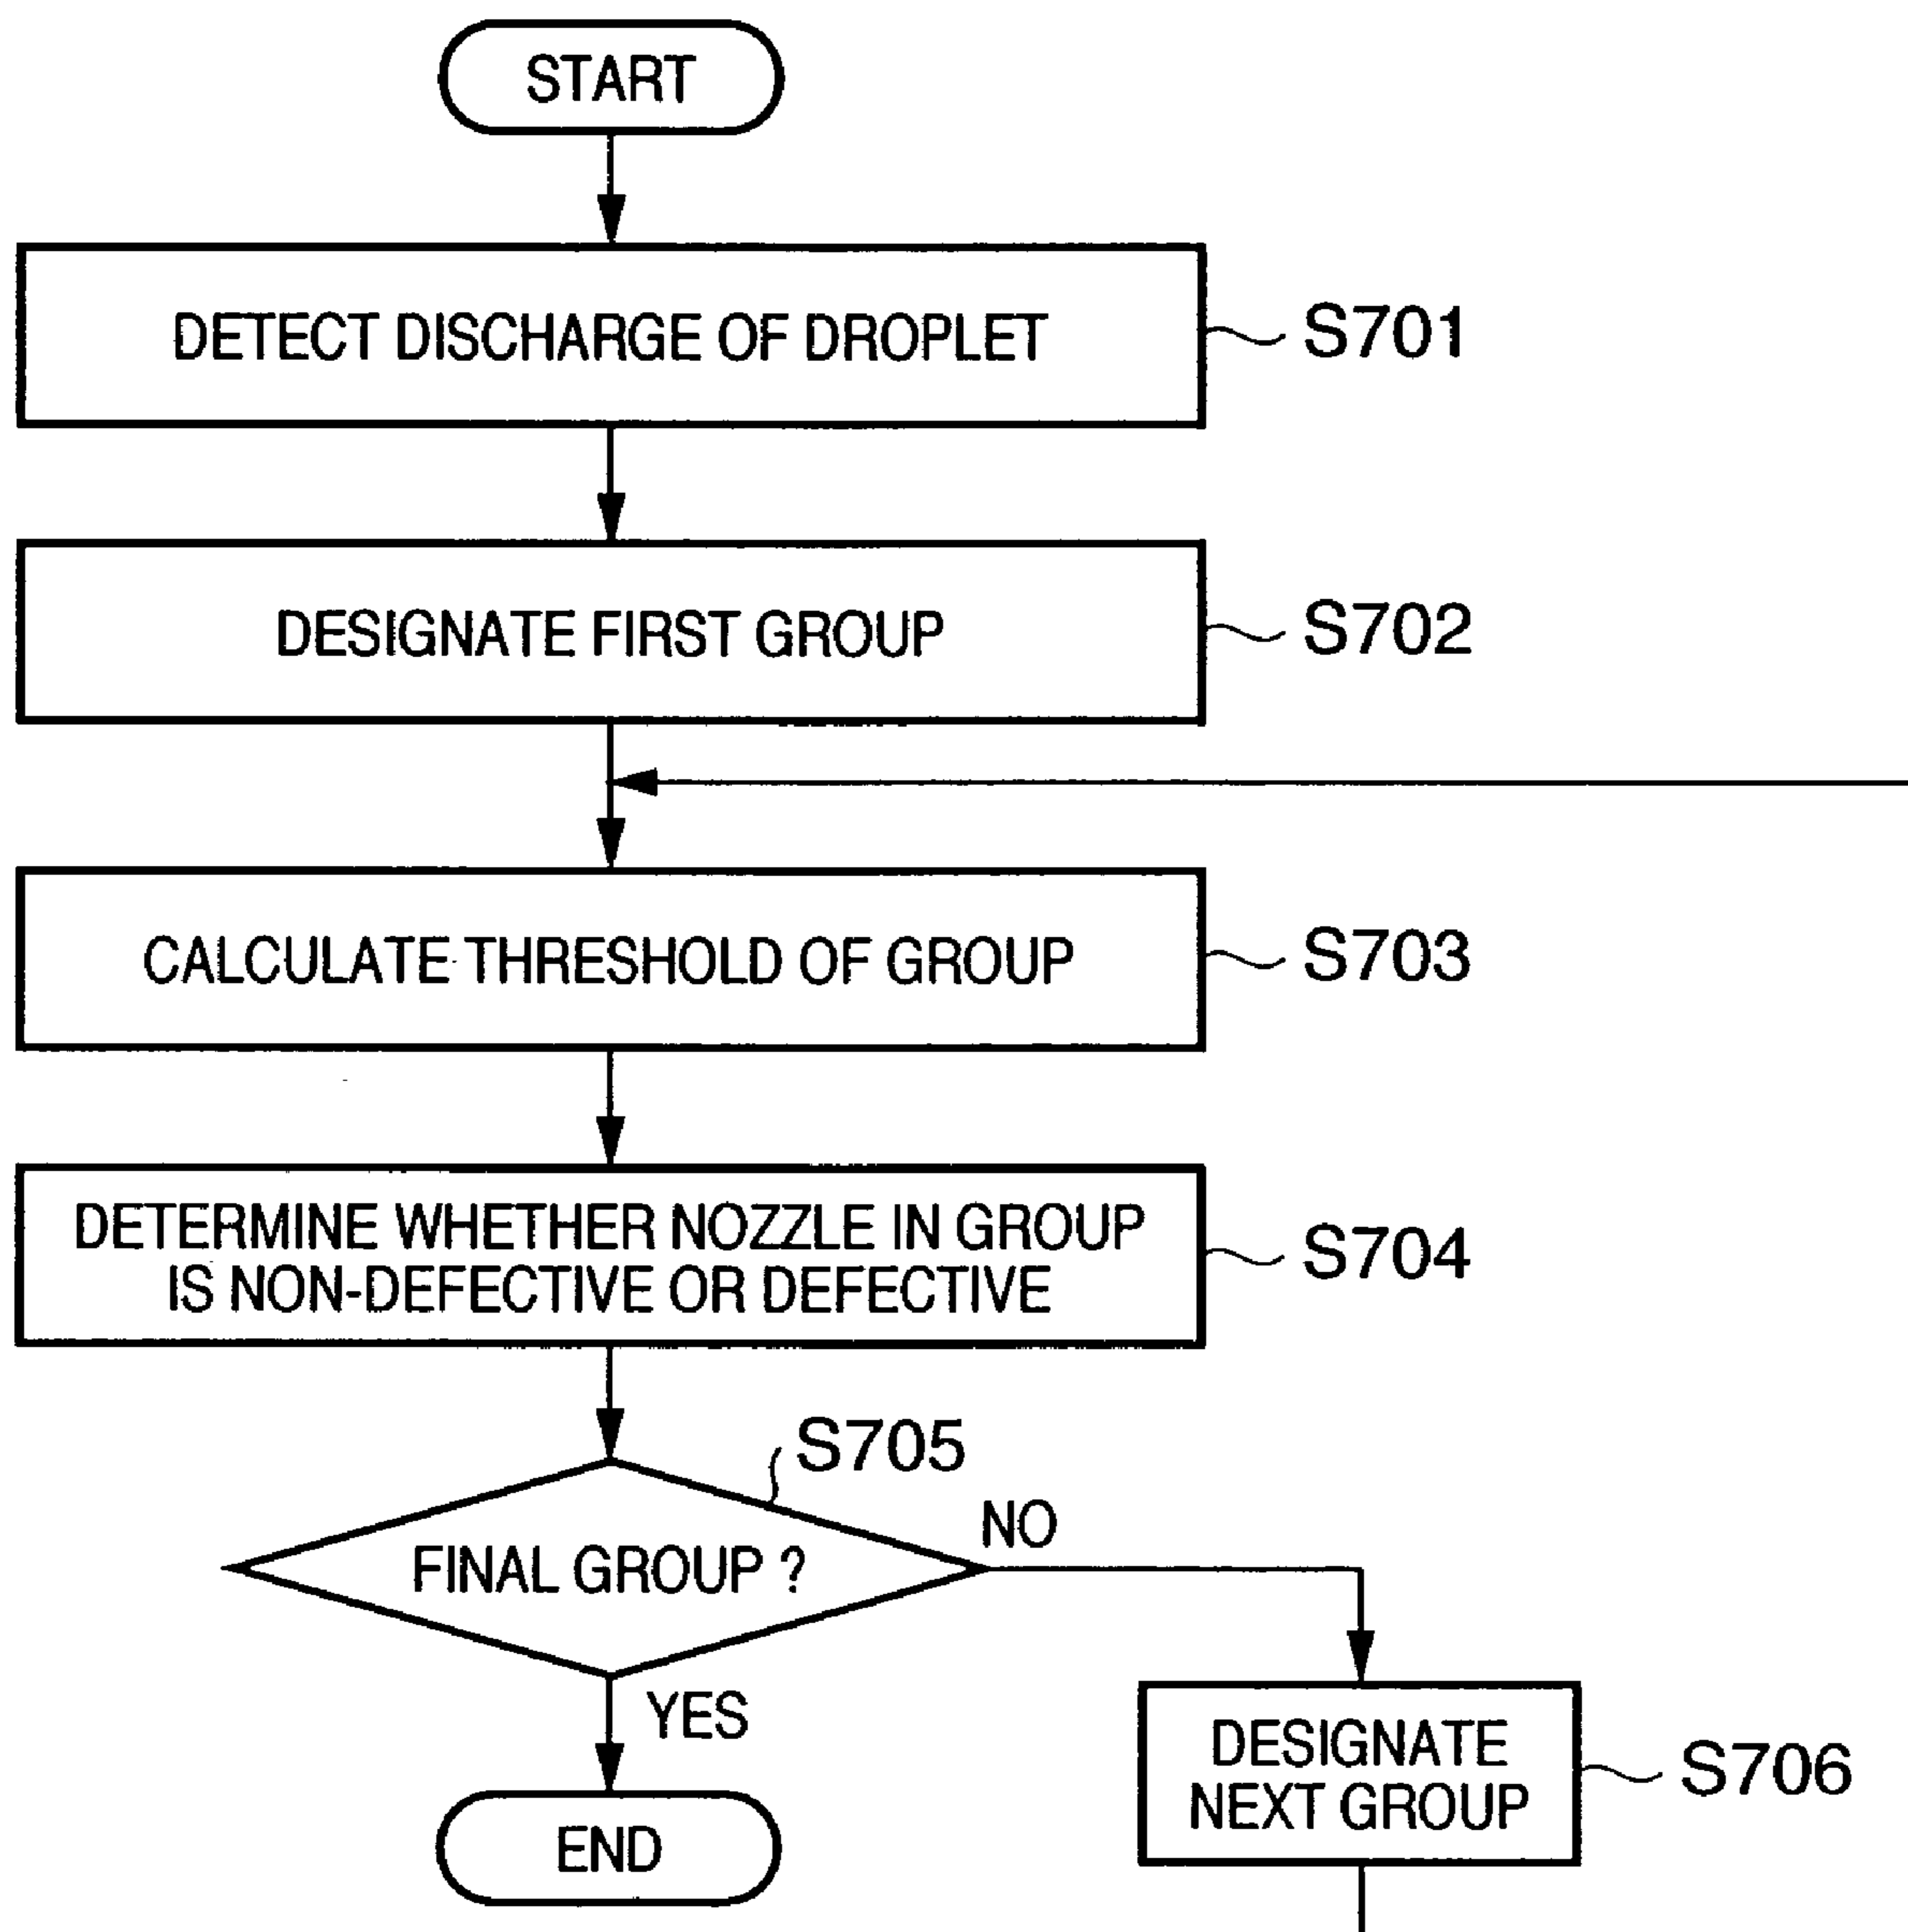 START
DETECT DISCHARGE OF DROPLET
S701
DESIGNATE FIRST GROUP
S702
CALCULATE THRESHOLD OF GROUP
S703
DETERMINE WHETHER NOZZLE IN GROUP
IS NON-DEFECTIVE OR DEFECTIVE
S704
S705
FINAL GROUP ?
NO
YES
DESIGNATE
NEXT GROUP
S706
END